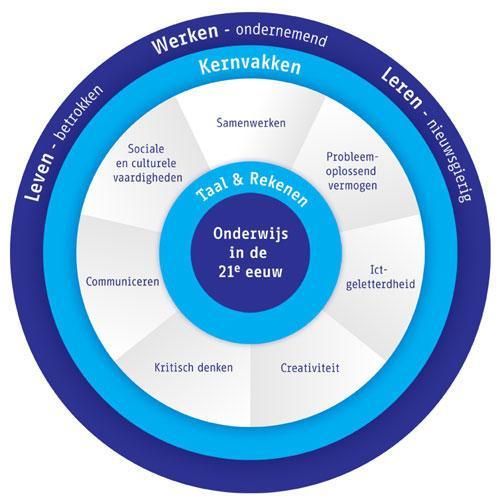 Werken - ondernemend
Leven - betrokken
Leren - nieuwsgierig
Kernvakken
Samenwerken
Sociale
en culturele
vaardigheden
Probleem-
oplossend
vermogen
Taal & Rekenen
Onderwijs
in de
21e eeuw
Communiceren
Ict-
geletterdheid
Kritisch denken
Creativiteit